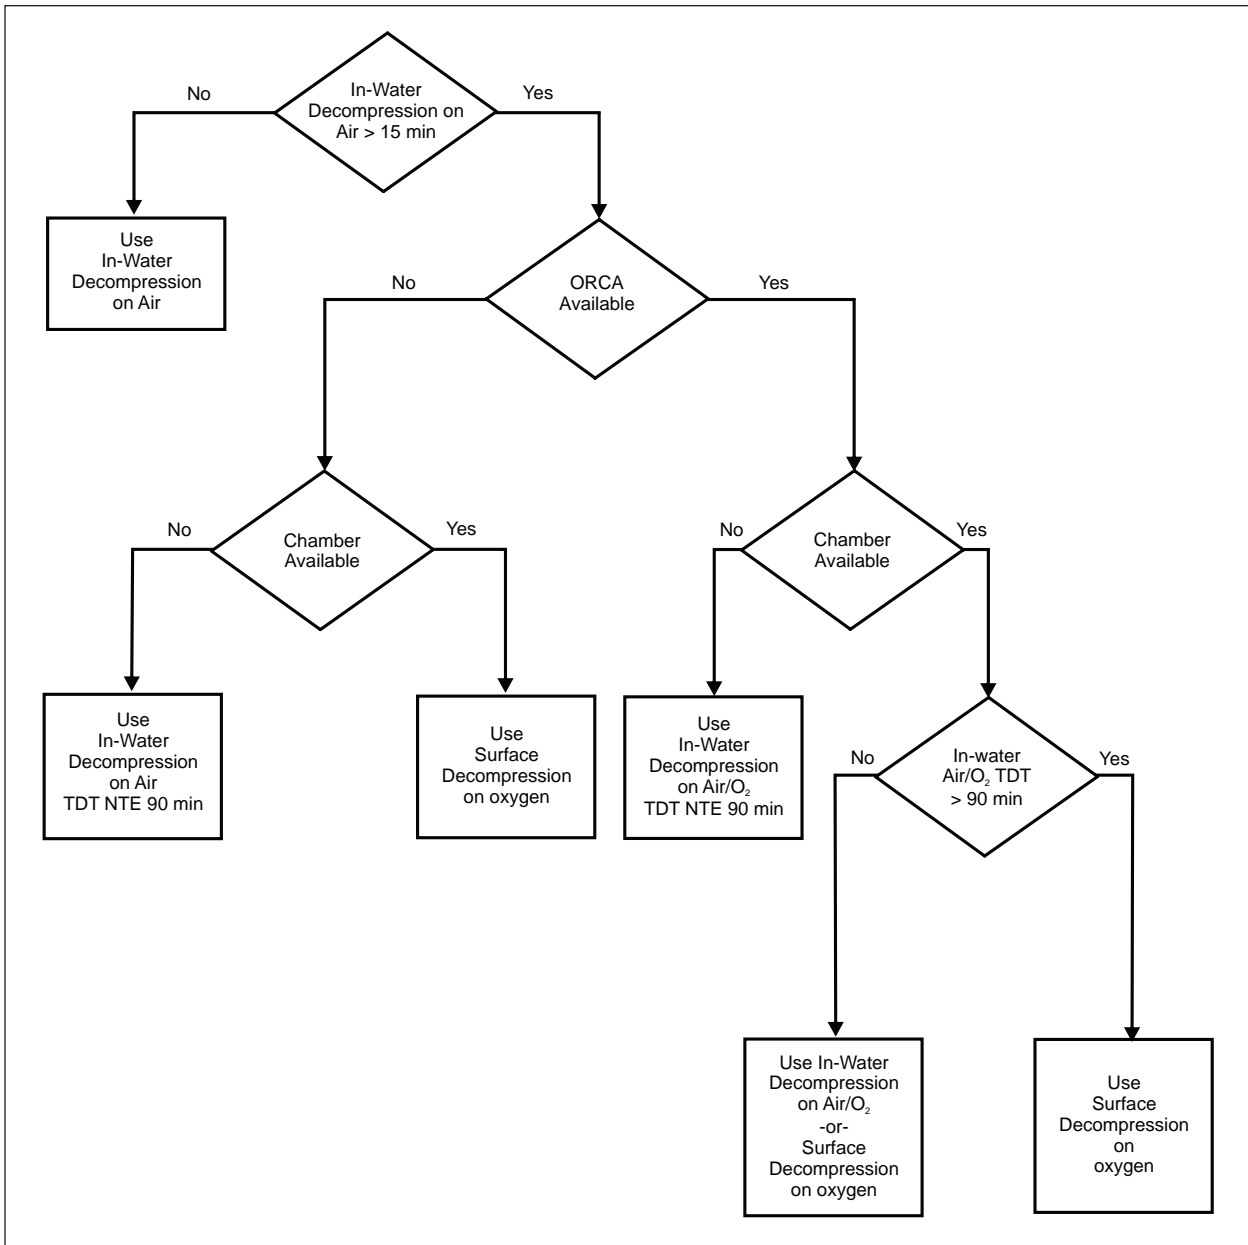 No
In-Water
Decompression on
Air > 15 min
Yes
Use
In-Water
Decompression
on Air
No
ORCA
Available
Yes
No
Chamber
Available
Yes
No
Chamber
Available
Yes
Use
In-Water
Decompression
on Air
TDT NTE 90 min
Use
Surface
Decompression
on oxygen
Use
In-Water
Decompression
on Air/O₂
TDT NTE 90 min
No
In-water
Air/O₂ TDT
> 90 min
Yes
Use In-Water
Decompression
on Air/O₂
-or-
Surface
Decompression
on oxygen
Use
Surface
Decompression
on
oxygen